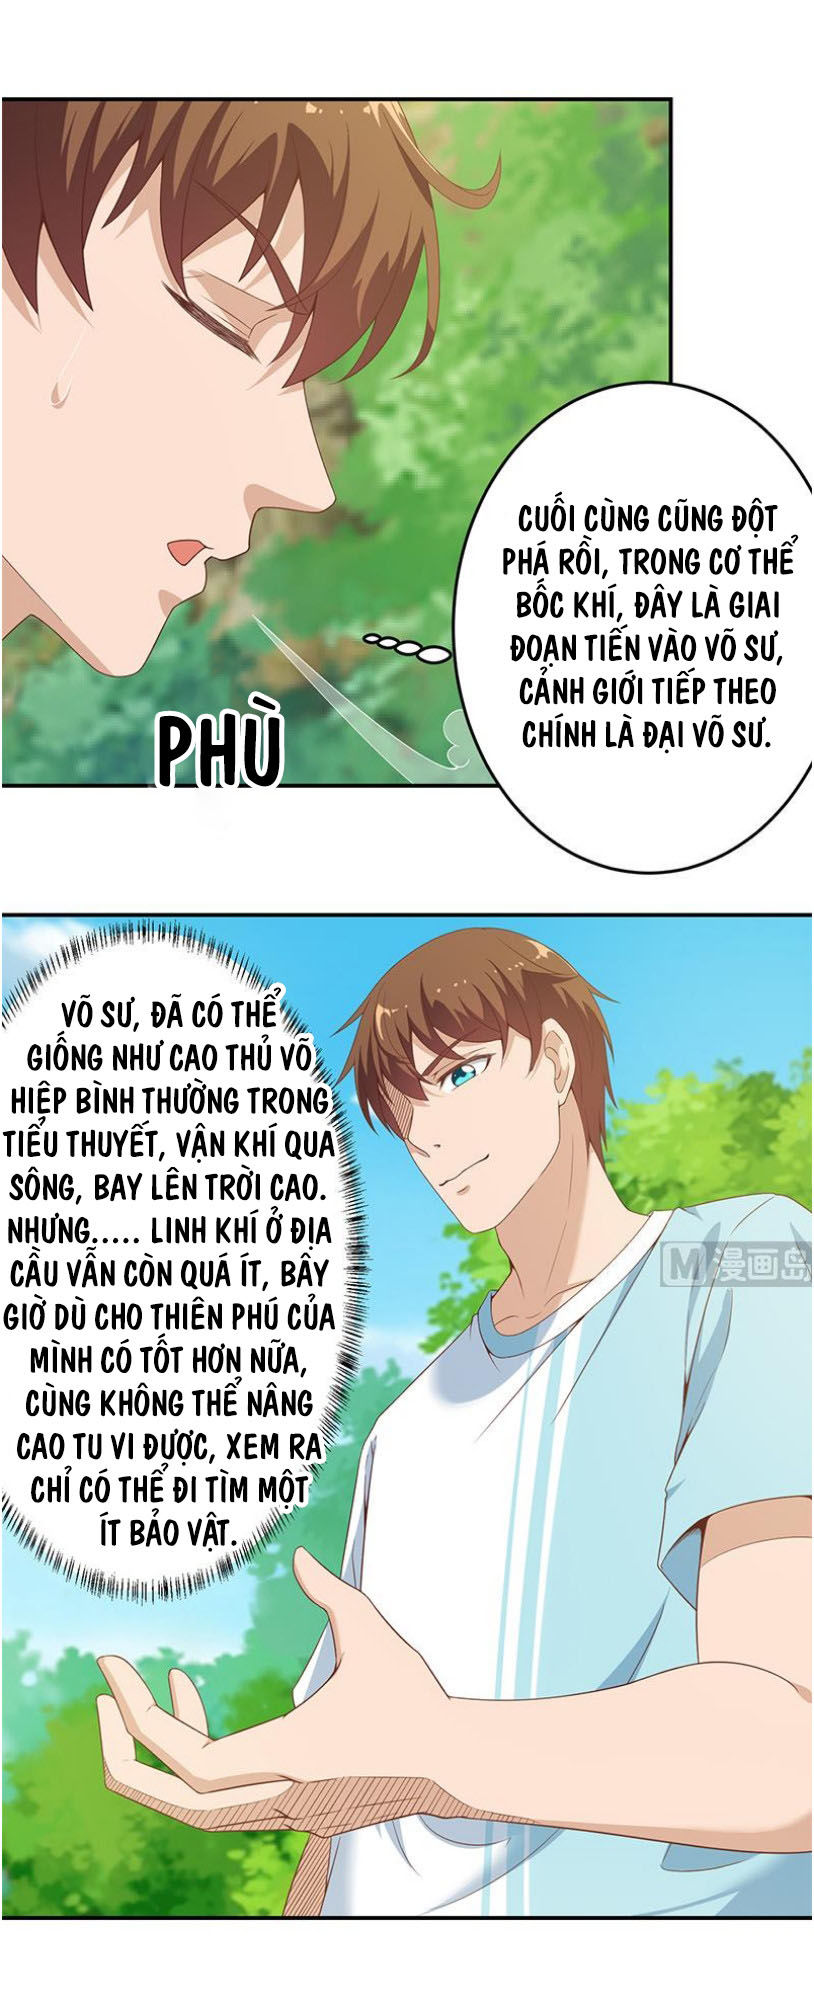 CUỐI CÙNG CŨNG ĐỘT
PHÁ RỒI, TRONG CƠ THỂ
BỐC KHÍ, ĐÂY LÀ GIAI
ĐOẠN TIẾN VÀO VÕ SƯ,
CẢNH GIỚI TIẾP THEO
CHÍNH LÀ ĐẠI VÕ SƯ.
PHÙ
VÕ SƯ, ĐÃ CÓ THỂ
GIỐNG NHƯ CAO THỦ VÕ
HIỆP BÌNH THƯỜNG TRONG
TIỂU THUYẾT, VẬN KHÍ QUA
SÔNG, BAY LÊN TRỜI CAO.
NHƯNG..... LINH KHÍ Ở ĐỊA
CẦU VẪN CÒN QUÁ ÍT, BÂY
GIỜ DÙ CHO THIÊN PHÚ CỦA
MÌNH CÓ TỐT HƠN NỮA,
CÙNG KHÔNG THỂ NÂNG
CAO TU VI ĐƯỢC, XEM RA
CHỈ CÓ THỂ ĐI TÌM MỘT
ÍT BẢO VẬT.
M 漫画岛